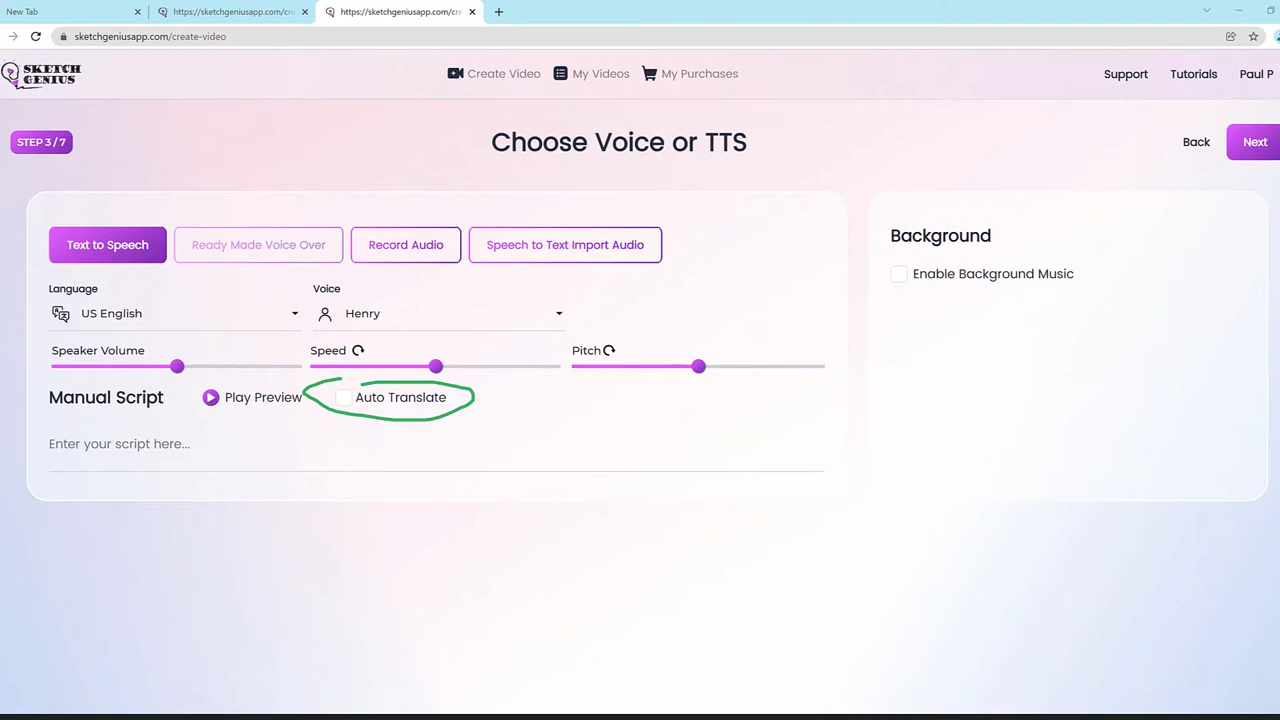 New Tab
https://sketchgeniusapp.com/cre
https://sketchgeniusapp.com/cre
sketchgeniusapp.com/create-video
SKETCH
GENIUS
Create Video
My Videos
My Purchases
Support
Tutorials
Paul P
STEP 3 / 7
Choose Voice or TTS
Back
Next
Text to Speech
Ready Made Voice Over
Record Audio
Speech to Text Import Audio
Background
Enable Background Music
Language
Voice
US English
Henry
Speaker Volume
Speed
Pitch
Manual Script
Play Preview
Auto Translate
Enter your script here...